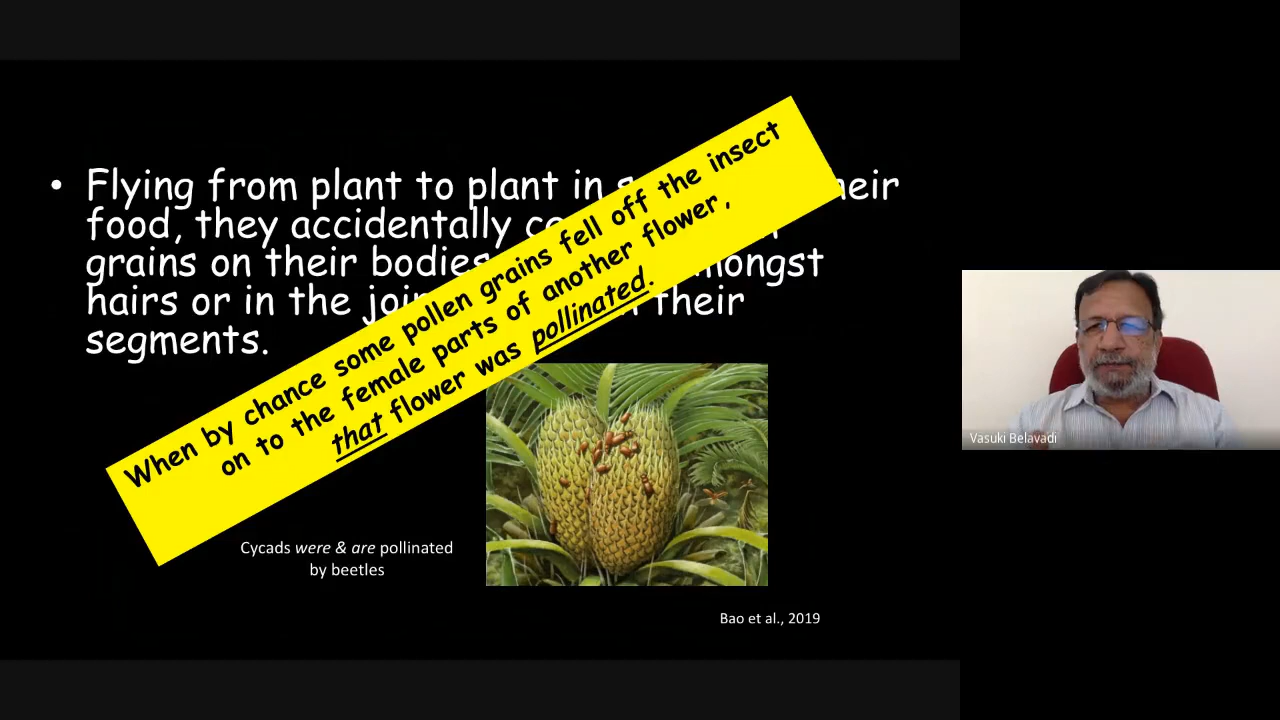 • Flying from plant to plant in heir
food, they accidentally
grains on their bodies mongst
hairs or in the their
segments.
When by chance some pollen grains fell off the insect
on to the female parts of another flower,
that flower was pollinated.
Cycads were & are pollinated
by beetles
Bao et al., 2019
Vasuki Belavadi